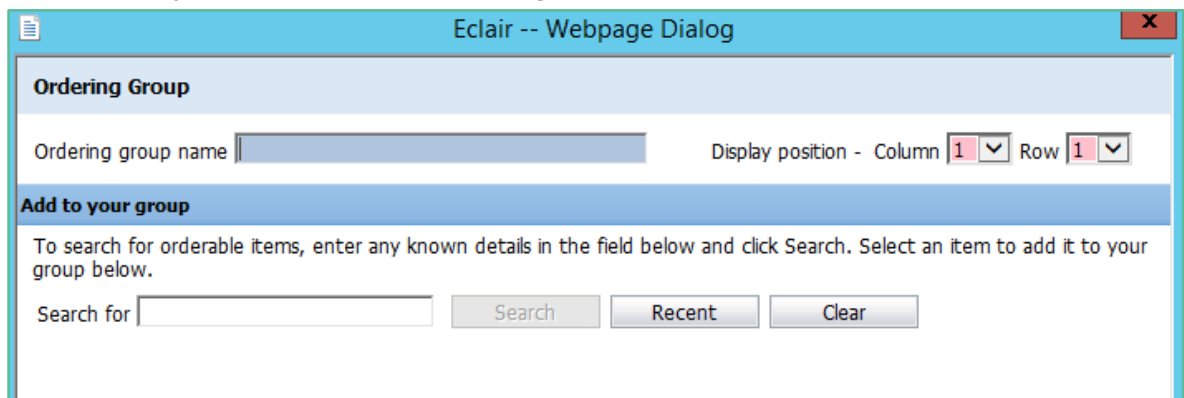 Eclair -- Webpage Dialog
X
Ordering Group
Ordering group name Display position - Column 1 Row 1
Add to your group
To search for orderable items, enter any known details in the field below and click Search. Select an item to add it to your
group below.
Search for Search Recent Clear